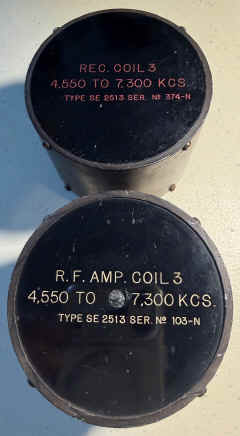 REC. COIL 3
4,550 TO 7,300 KCS.
TYPE SE 2513 SER. Nº 374-N
R.F. AMP. COIL 3
4,550 TO 7,300 KCS.
TYPE SE 2513 SER. Nº 103-N